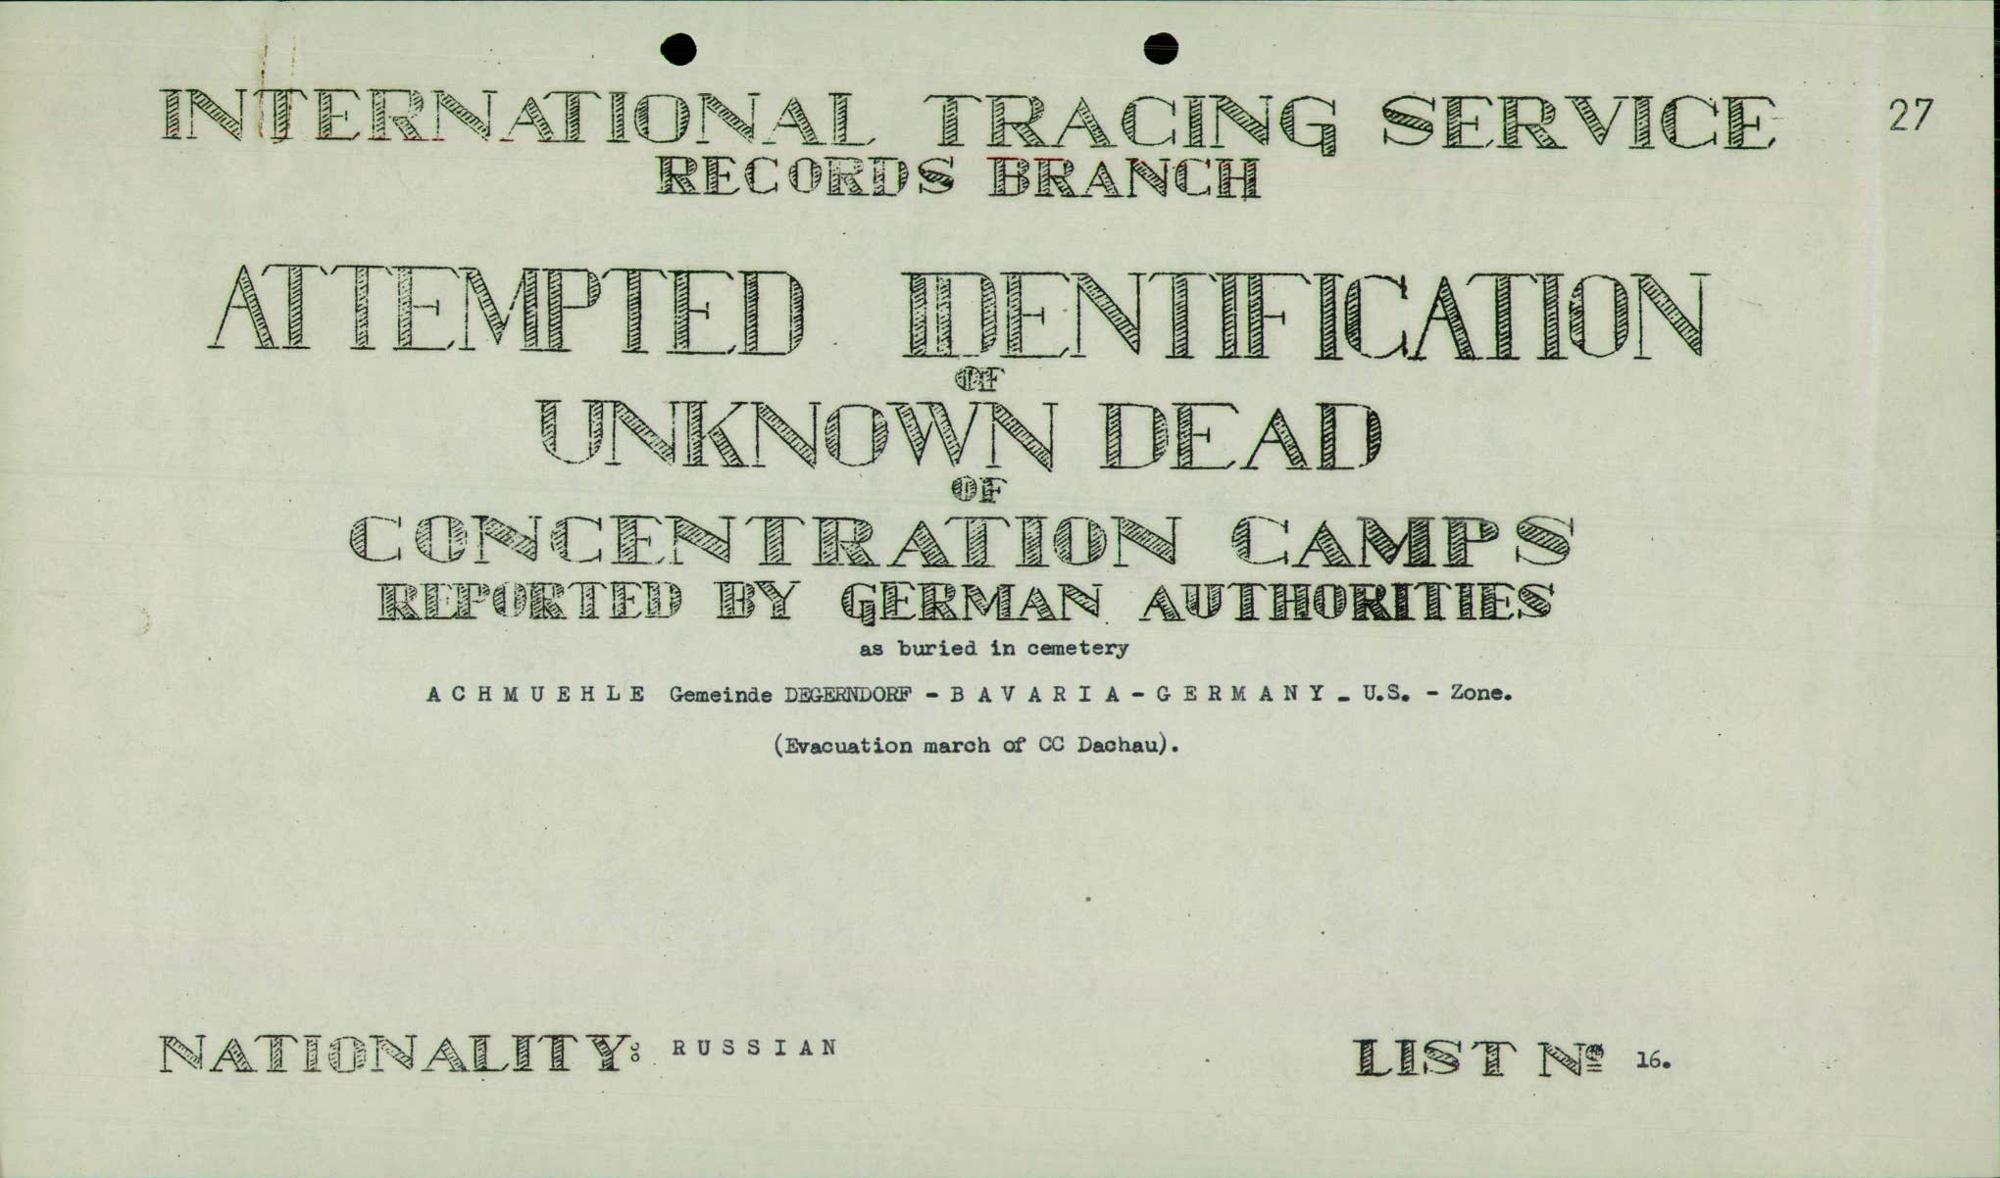 INTERNATIONAL TRACING SERVICE 27
RECORDS BRANCH
ATTEMPTED IDENTIFICATION
OF
UNKNOWN DEAD
OF
CONCENTRATION CAMPS
REPORTED BY GERMAN AUTHORITIES
as buried in cemetery
A C H M U E H L E Gemeinde DEGERNDORF - B A V A R I A - G E R M A N Y - U.S. - Zone.
(Evacuation march of CC Dachau).
NATIONALITY: R U S S I A N LIST Nº 16.